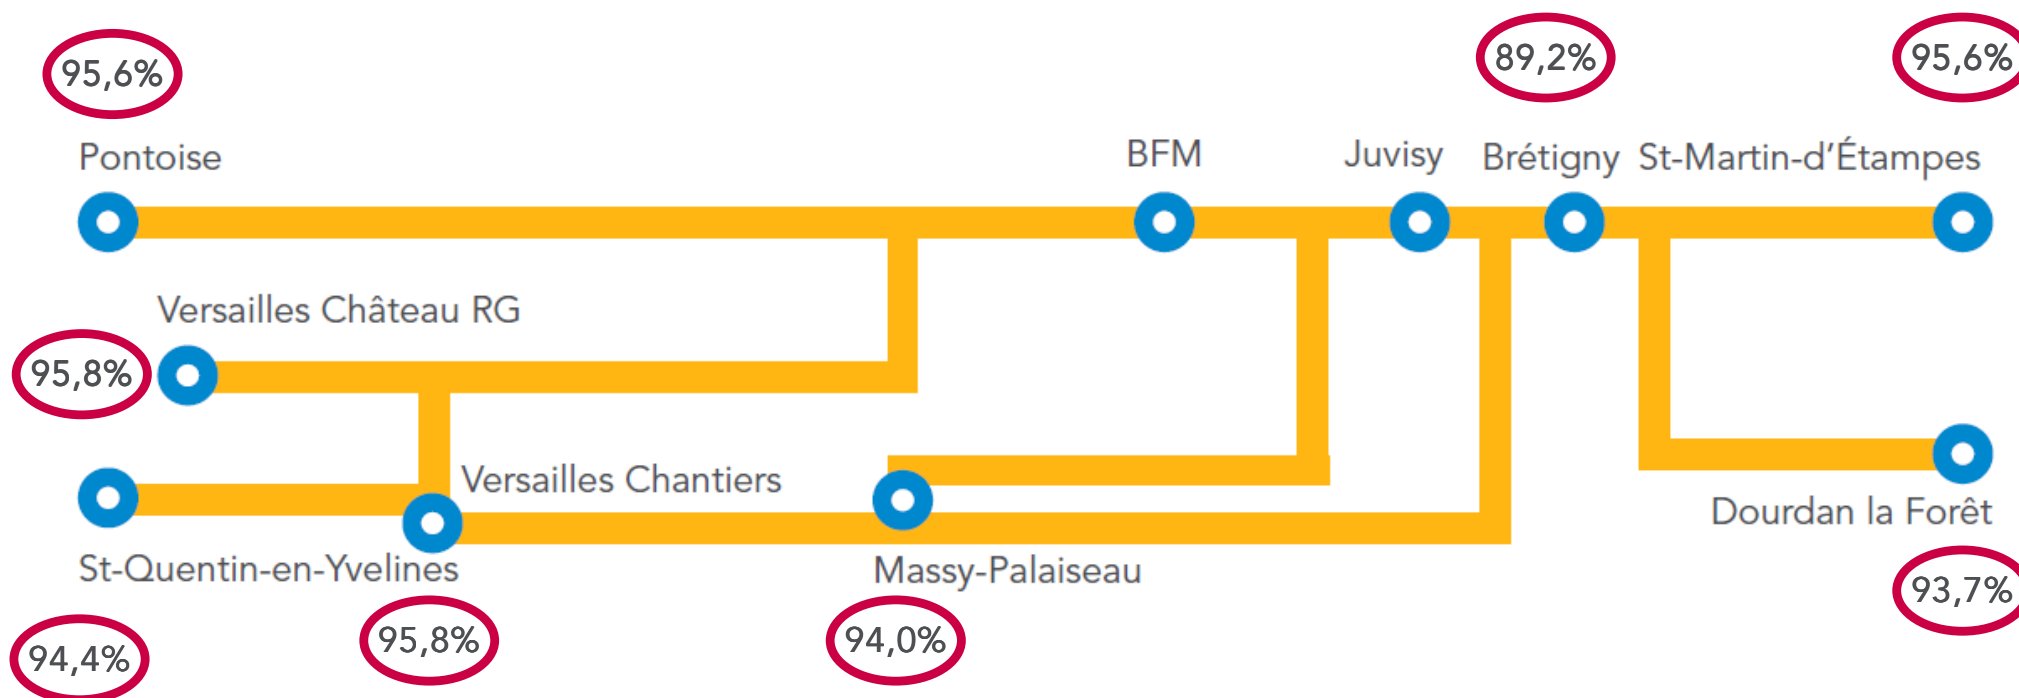 95,6%
89,2%
95,6%
Pontoise
BFM
Juvisy
Brétigny
St-Martin-d'Étampes
Versailles Château RG
95,8%
Versailles Chantiers
Dourdan la Forêt
St-Quentin-en-Yvelines
Massy-Palaiseau
93,7%
94,4%
95,8%
94,0%